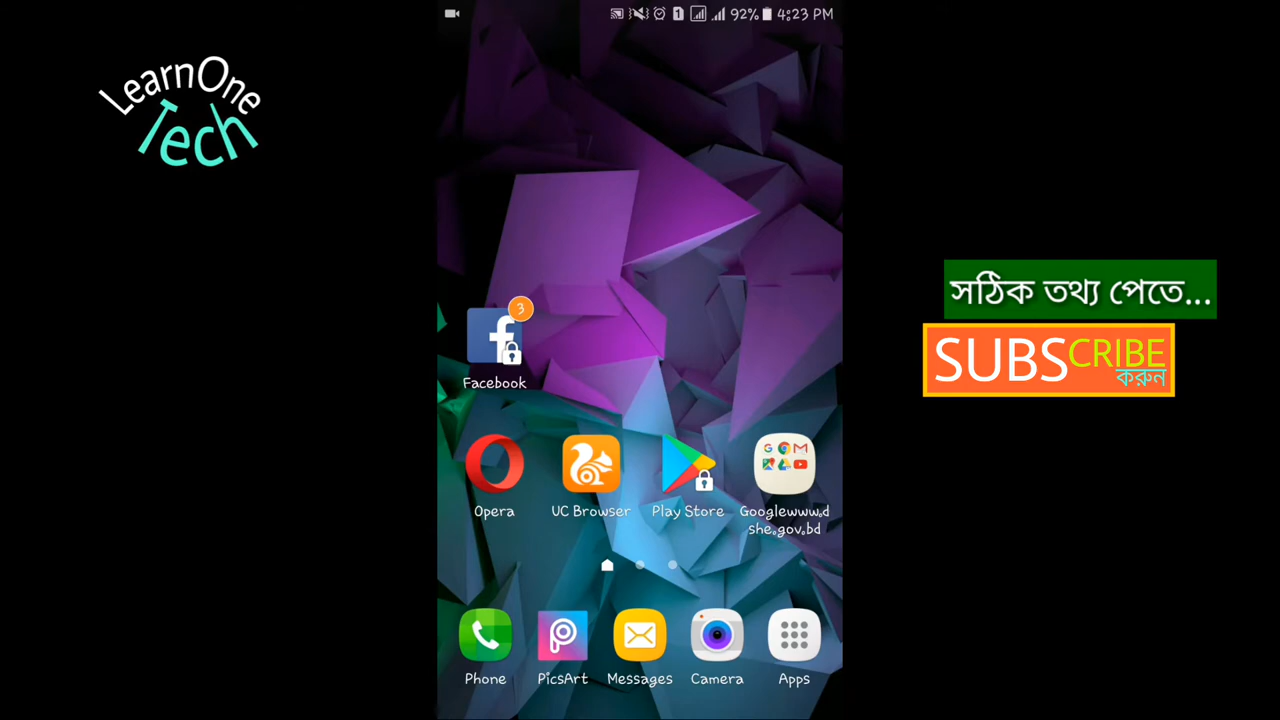 LearnOne
Tech
1 92% 4:23 PM
সঠিক তথ্য পেতে...
SUBSCRIBE
করুন
3
Facebook
Opera
UC Browser
Play Store
Googlewww.d
she.gov.bd
Phone
PicsArt
Messages
Camera
Apps